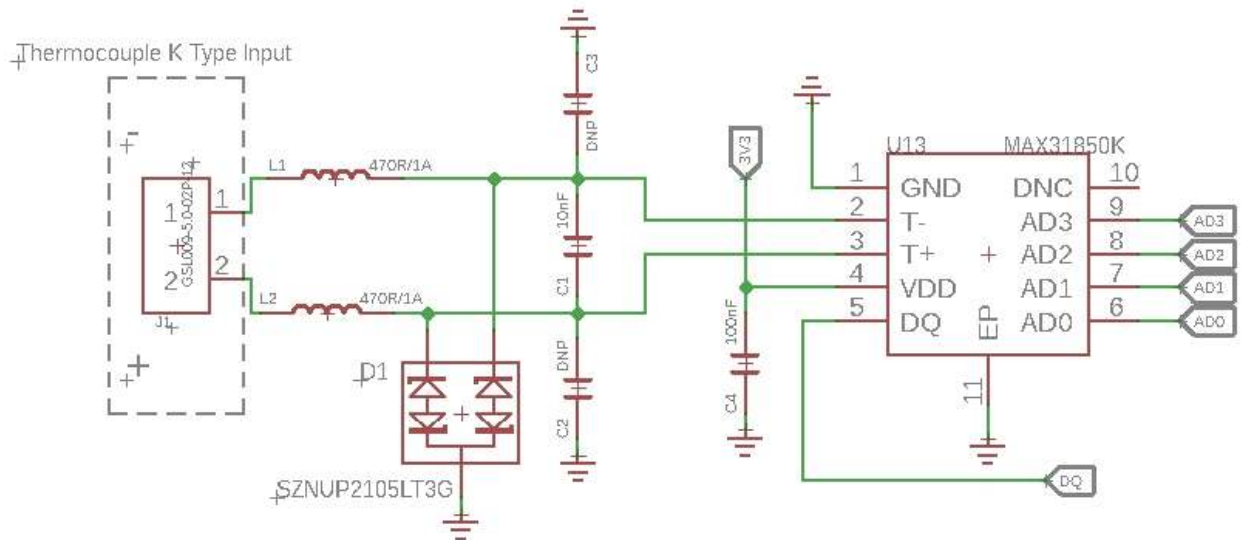 Thermocouple K Type Input
-
1
2
GSL009-5.0-02P-12
J1
+
1
2
L1
470R/1A
L2
470R/1A
D1
SZNUP2105LT3G
C3
DNP
10nF
C1
DNP
C2
3V3
100nF
C4
U13
MAX31850K
1
GND
DNC
10
2
T-
AD3
9
AD3
3
T+
AD2
8
AD2
4
VDD
AD1
7
AD1
5
DQ
AD0
6
AD0
EP
11
DQ